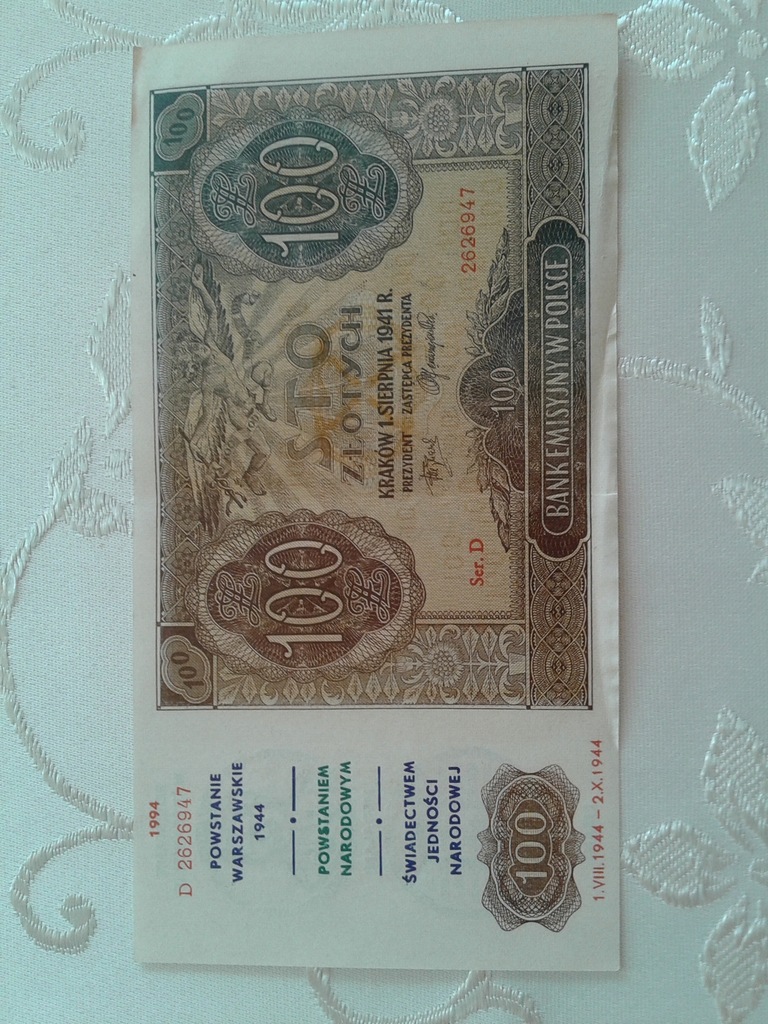 1994
D 2626947
POWSTANIE
WARSZAWSKIE
1944
POWSTANIEM
NARODOWYM
ŚWIADECTWEM
JEDNOŚCI
NARODOWEJ
100
1.VIII.1944 – 2.X.1944
100
100
100
100
STO
ZŁOTYCH
KRAKÓW 1. SIERPNIA 1941 R.
PREZYDENT ZASTĘPCA PREZYDENTA
Ser. D
2626947
100
BANK EMISYJNY W POLSCE